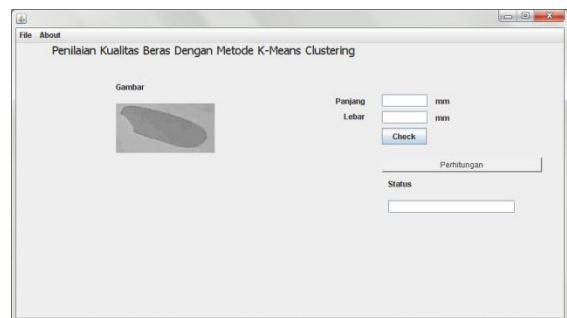 File About
Penilaian Kualitas Beras Dengan Metode K-Means Clustering
Gambar
Panjang mm
Lebar mm
Check
Perhitungan
Status